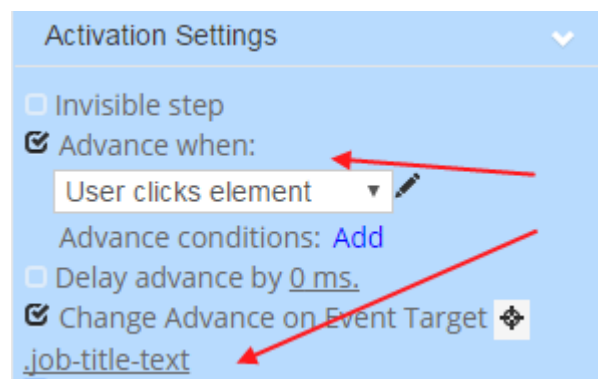 Activation Settings
Invisible step
Advance when:
User clicks element
Advance conditions: Add
Delay advance by 0 ms.
Change Advance on Event Target
.job-title-text